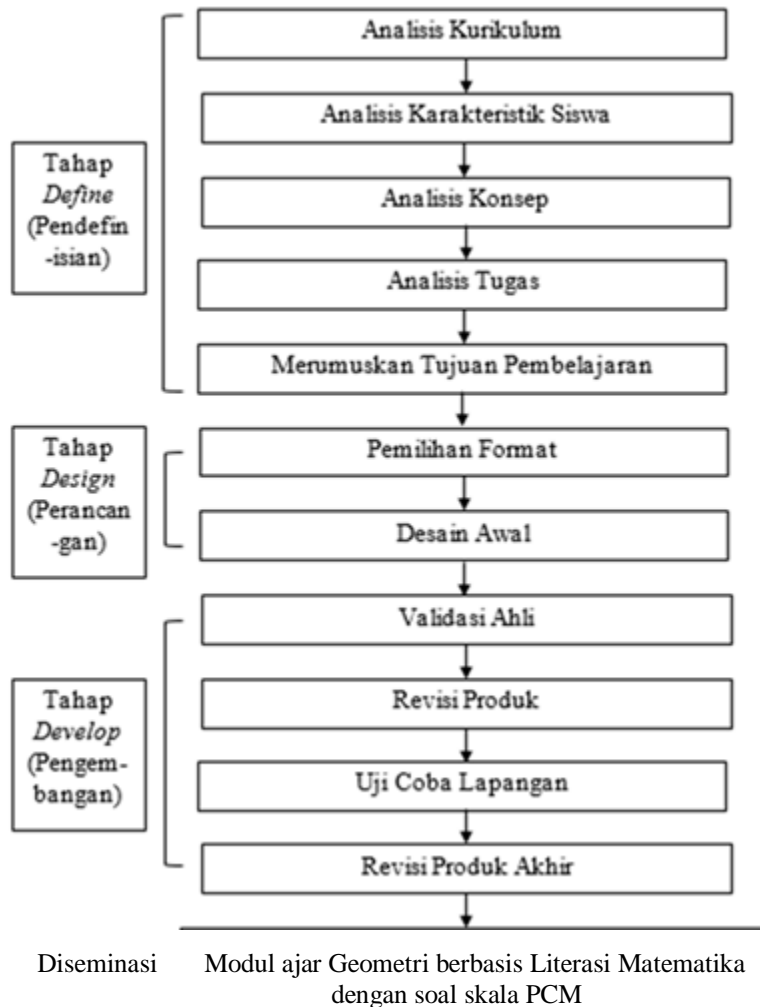 Analisis Kurikulum
Analisis Karakteristik Siswa
Tahap
Define
(Pendefin
-isian)
Analisis Konsep
Analisis Tugas
Merumuskan Tujuan Pembelajaran
Tahap
Design
(Perancan
-gan)
Pemilihan Format
Desain Awal
Validasi Ahli
Tahap
Develop
(Pengem-
bangan)
Revisi Produk
Uji Coba Lapangan
Revisi Produk Akhir
Diseminasi
Modul ajar Geometri berbasis Literasi Matematika
dengan soal skala PCM